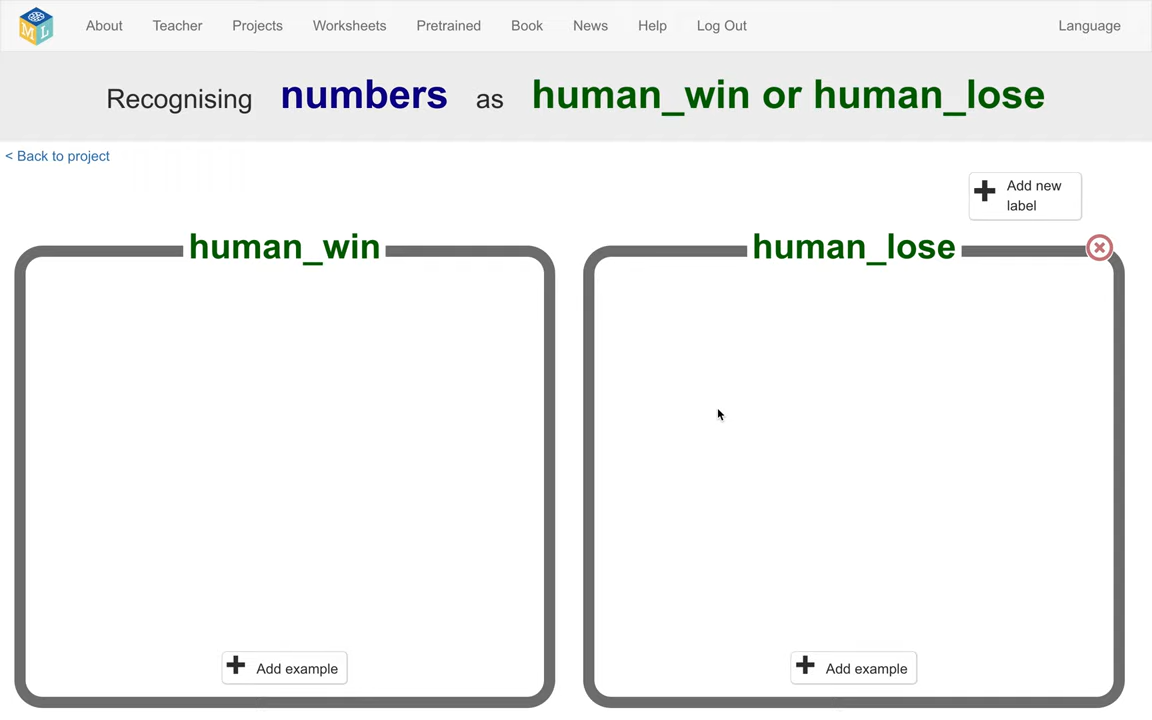 M L
About Teacher Projects Worksheets Pretrained Book News Help Log Out Language
Recognising numbers as human_win or human_lose
< Back to project
Add new
label
human_win human_lose
Add example Add example